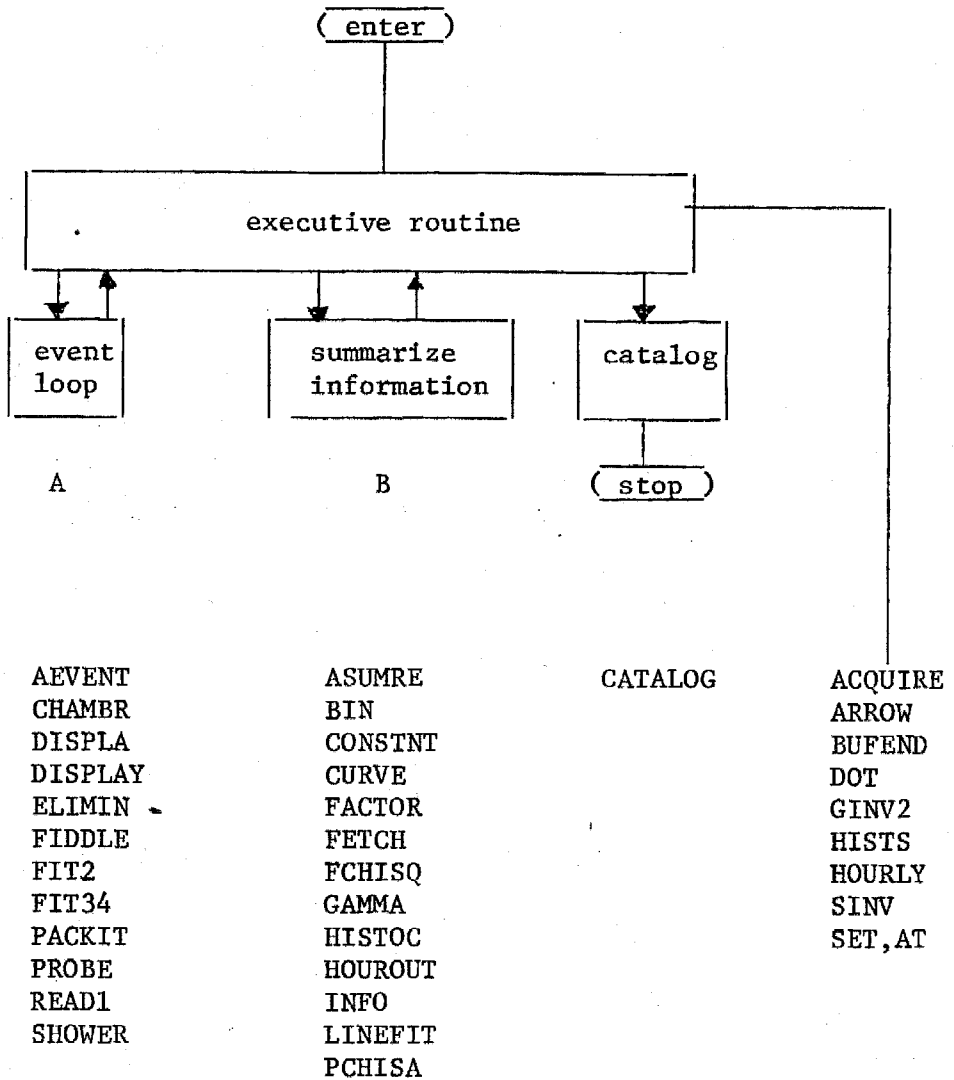 ( enter )
executive routine
event
loop
summarize
information
catalog
A
B
( stop )
AEVENT
CHAMBR
DISPLA
DISPLAY
ELIMIN
FIDDLE
FIT2
FIT34
PACKIT
PROBE
READ1
SHOWER
ASUMRE
BIN
CONSTNT
CURVE
FACTOR
FETCH
FCHISQ
GAMMA
HISTOC
HOUROUT
INFO
LINEFIT
PCHISA
CATALOG
ACQUIRE
ARROW
BUFEND
DOT
GINV2
HISTS
HOURLY
SINV
SET,AT